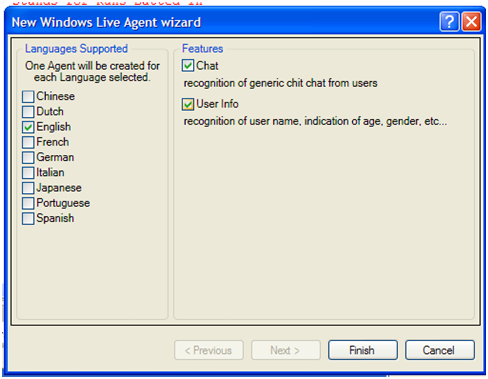 New Windows Live Agent wizard
Languages Supported
One Agent will be created for
each Language selected.
Chinese
Dutch
English
French
German
Italian
Japanese
Portuguese
Spanish
Features
Chat
recognition of generic chit chat from users
User Info
recognition of user name, indication of age, gender, etc...
< Previous
Next >
Finish
Cancel